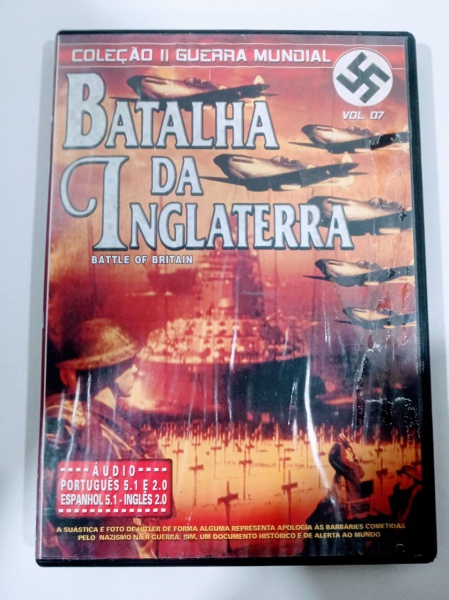 COLEÇÃO II GUERRA MUNDIAL
VOL. 07
BATALHA
DA
INGLATERRA
BATTLE OF BRITAIN
ÁUDIO
PORTUGUÊS 5.1 E 2.0
ESPANHOL 5.1 - INGLÊS 2.0
A SUÁSTICA E FOTO DE HITLER DE FORMA ALGUMA REPRESENTA APOLOGIA ÀS BARBÁRIES COMETIDAS
PELO NAZISMO NA II GUERRA, SIM, UM DOCUMENTO HISTÓRICO E DE ALERTA AO MUNDO